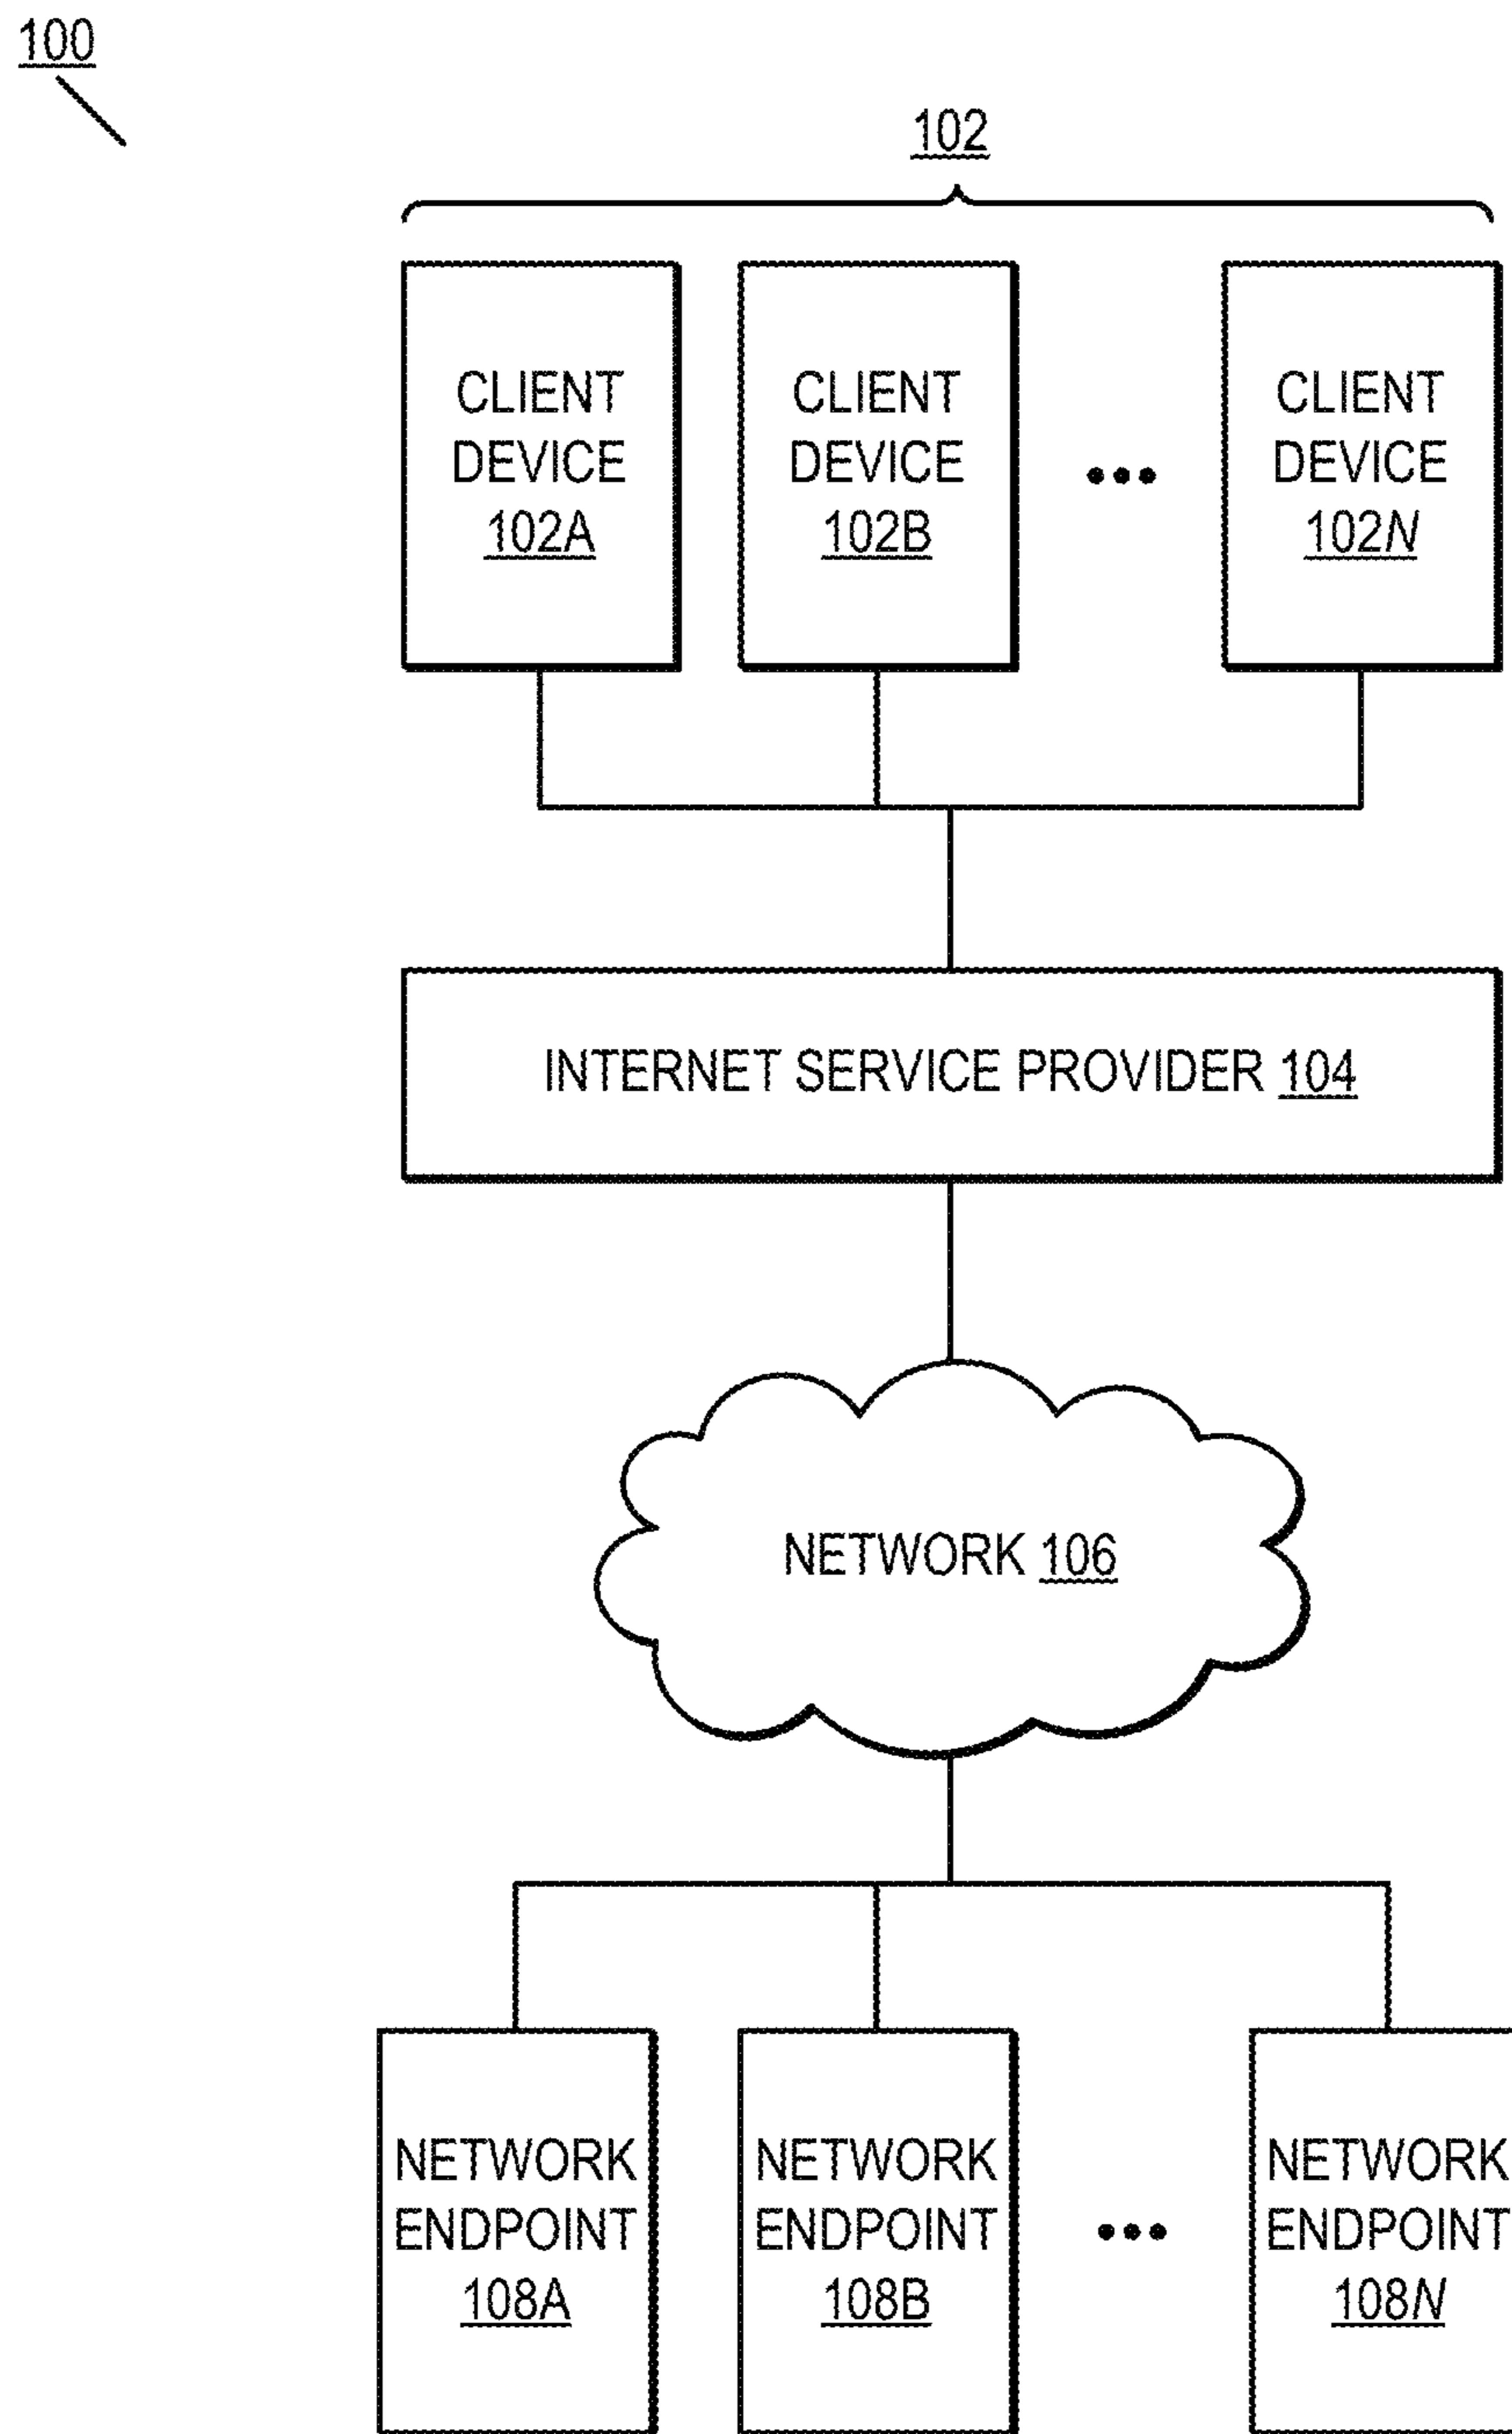 100
102
CLIENT
DEVICE
102A
CLIENT
DEVICE
102B
...
CLIENT
DEVICE
102N
INTERNET SERVICE PROVIDER 104
NETWORK 106
NETWORK
ENDPOINT
108A
NETWORK
ENDPOINT
108B
...
NETWORK
ENDPOINT
108N